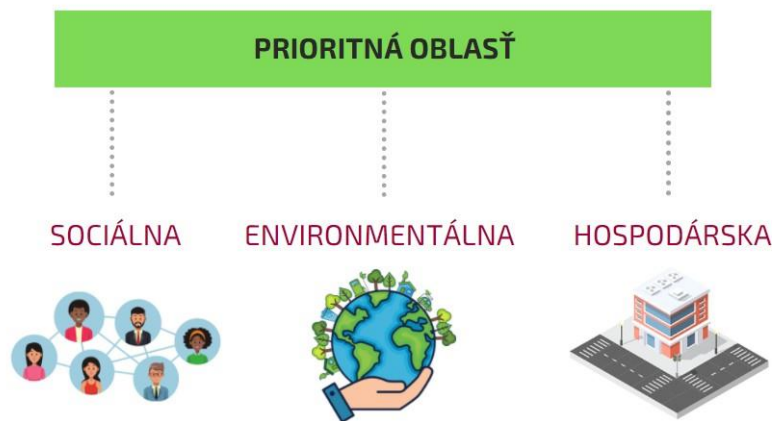 PRIORITNÁ OBLASŤ
SOCIÁLNA
ENVIRONMENTÁLNA
HOSPODÁRSKA